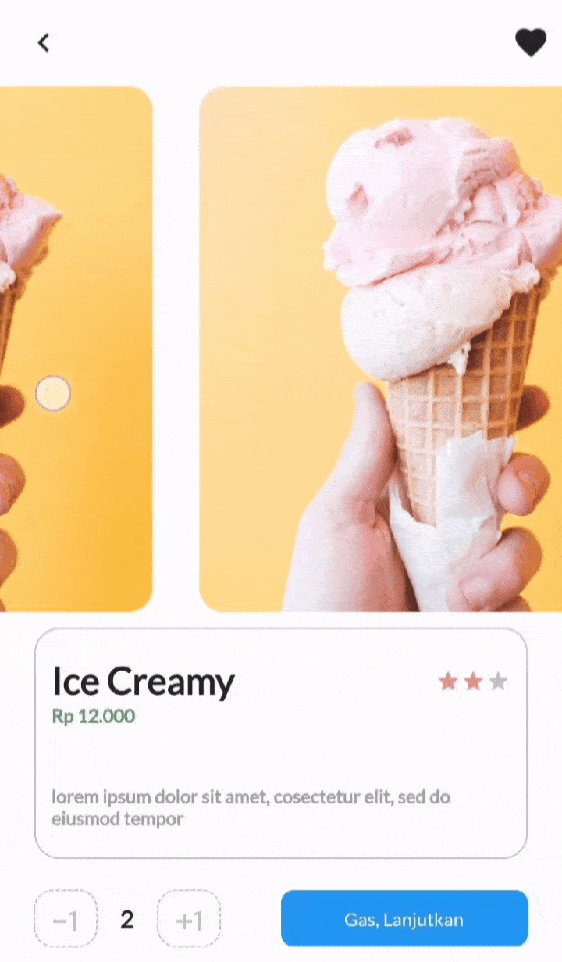 Ice Creamy
Rp 12.000
lorem ipsum dolor sit amet, cosectetur elit, sed do
eiusmod tempor
−1 2 +1 Gas, Lanjutkan